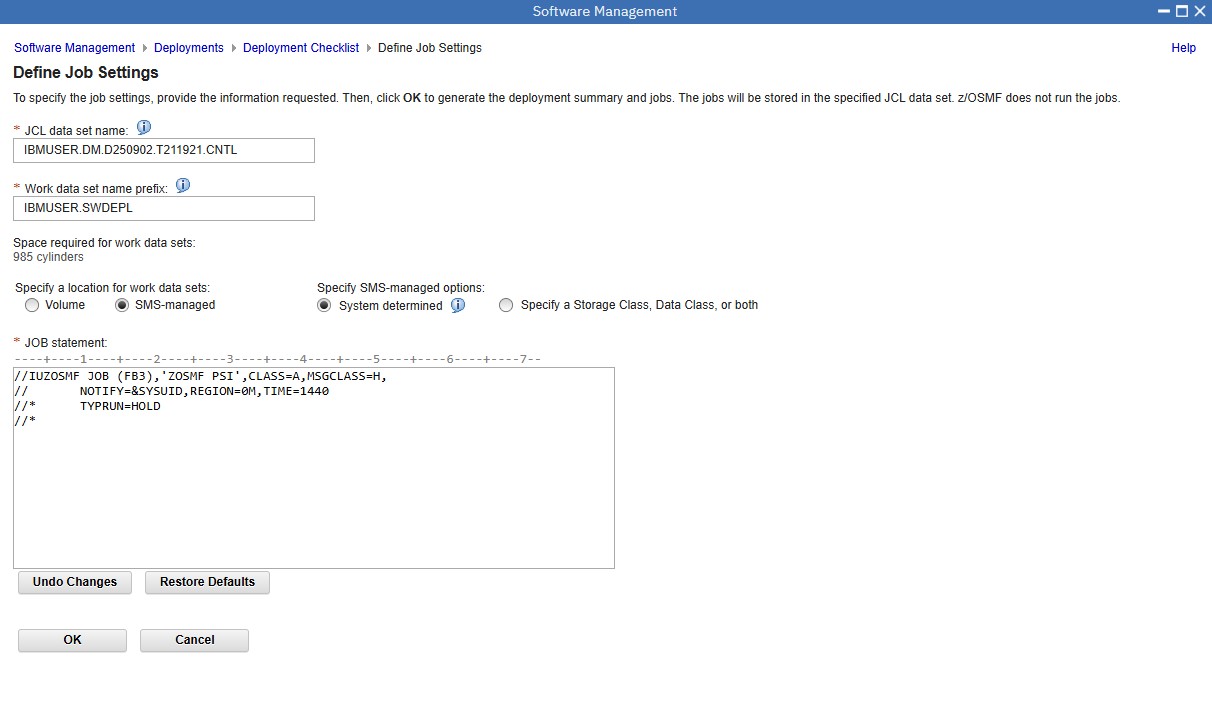 Software Management
Software Management Deployments Deployment Checklist Define Job Settings Help
Define Job Settings
To specify the job settings, provide the information requested. Then, click OK to generate the deployment summary and jobs. The jobs will be stored in the specified JCL data set. z/OSMF does not run the jobs.
* JCL data set name:
IBMUSER.DM.D250902.T211921.CNTL
* Work data set name prefix:
IBMUSER.SWDEPL
Space required for work data sets:
985 cylinders
Specify a location for work data sets: Specify SMS-managed options:
Volume SMS-managed System determined Specify a Storage Class, Data Class, or both
* JOB statement:
----+----1----+----2----+----3----+----4----+----5----+----6----+----7--
//IUZOSMF JOB (FB3),'ZOSMF PSI',CLASS=A,MSGCLASS=H,
//       NOTIFY=&SYSUID,REGION=0M,TIME=1440
//*      TYPRUN=HOLD
//*
Undo Changes Restore Defaults
OK Cancel